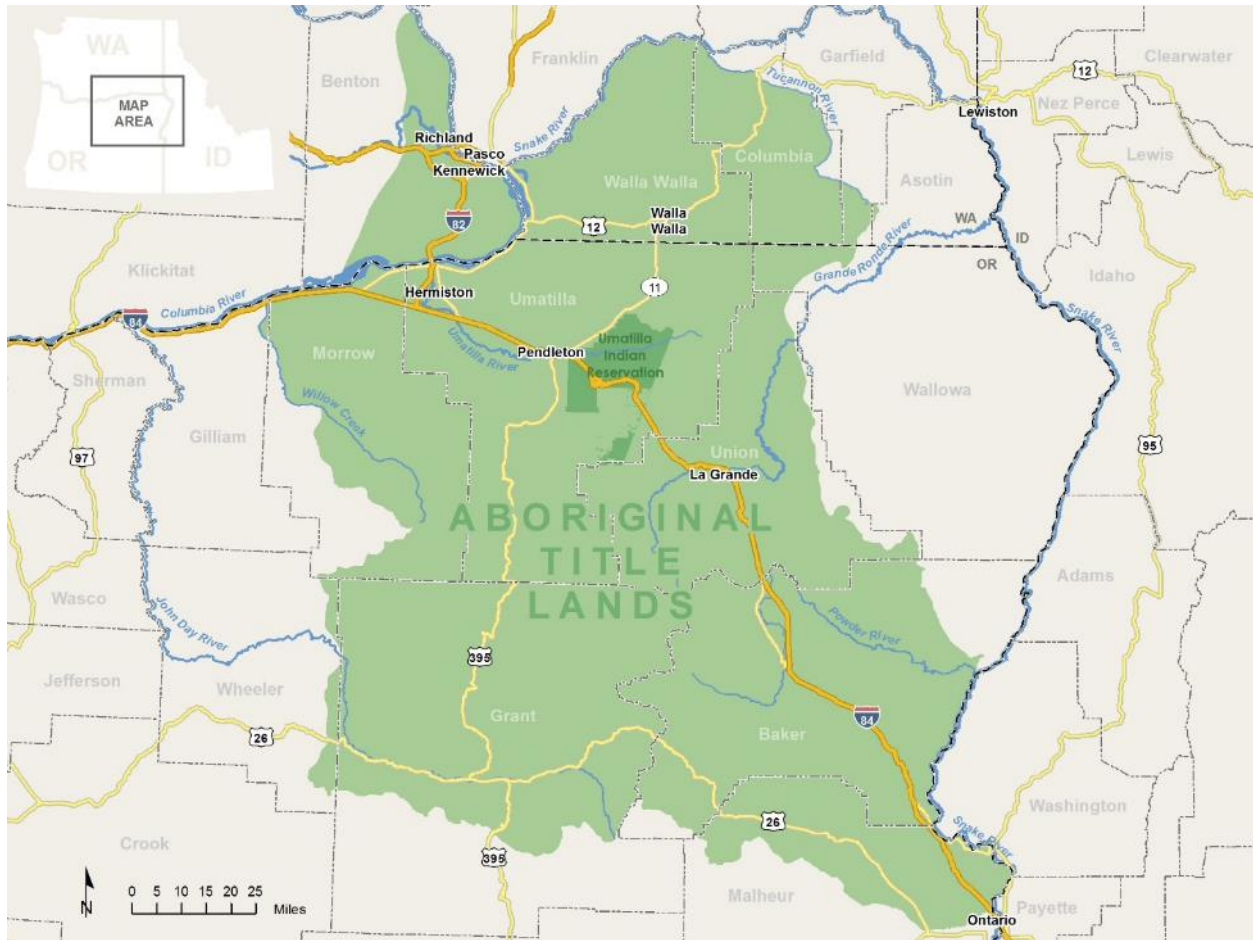 WA
MAP
AREA
OR
ID
Benton
Franklin
Garfield
Clearwater
12
Nez Perce
Tucannon River
Lewiston
Richland
Snake River
Pasco
Kennewick
Columbia
Lewis
Walla Walla
Asotin
82
12
Walla
Walla
WA
ID
OR
Grande Ronde River
Klickitat
Idaho
Columbia River
Hermiston
Umatilla
11
84
Snake River
Umatilla River
Pendleton
Umatilla
Indian
Reservation
Morrow
Sherman
Willow Creek
Wallowa
Gilliam
97
95
Union
La Grande
ABORIGINAL
TITLE
LANDS
Adams
Wasco
John Day River
Powder River
395
Jefferson
Wheeler
Grant
84
26
Baker
Washington
26
Snake River
Crook
395
N
0 5 10 15 20 25
Miles
Malheur
Payette
Ontario